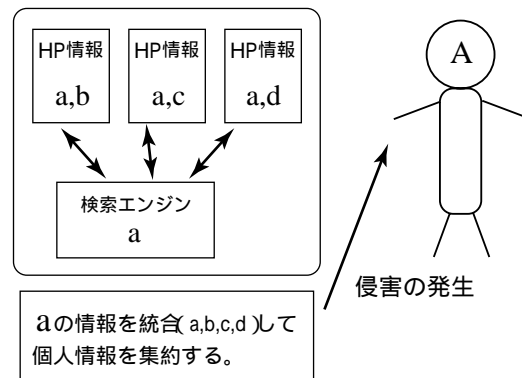 HP情報 HP情報 HP情報
a,b a,c a,d
A
検索エンジン
a
侵害の発生
aの情報を統合(a,b,c,d)して
個人情報を集約する。